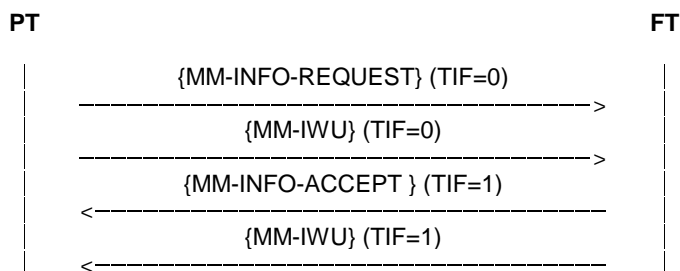 PT FT
{MM-INFO-REQUEST} (TIF=0)
{MM-IWU} (TIF=0)
{MM-INFO-ACCEPT } (TIF=1)
{MM-IWU} (TIF=1)